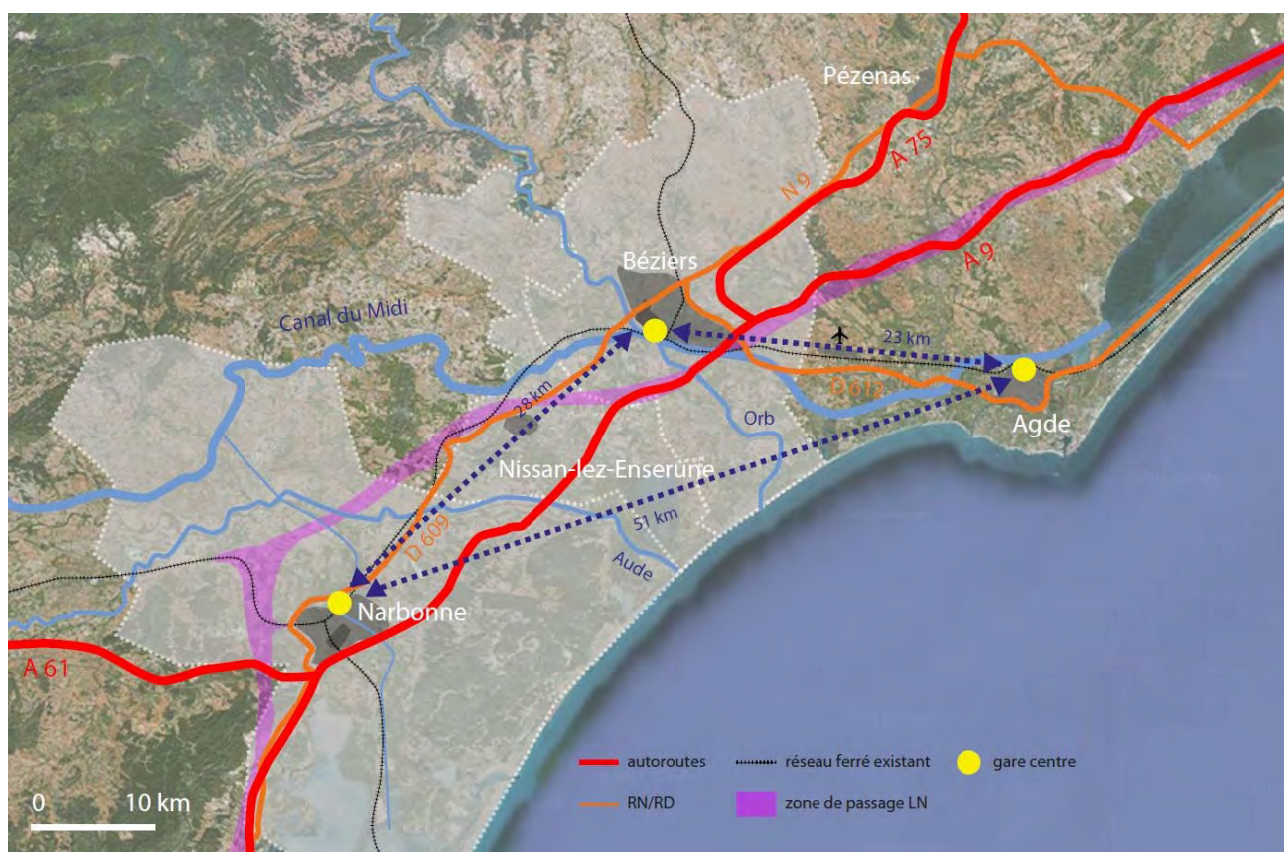 Pézenas
A 75
N 9
A 9
Béziers
Canal du Midi
23 km
28 km
D 612
Agde
Orb
Nissan-lez-Enserune
51 km
D 609
Aude
Narbonne
A 61
autoroutes
réseau ferré existant
gare centre
0 10 km
RN/RD
zone de passage LN